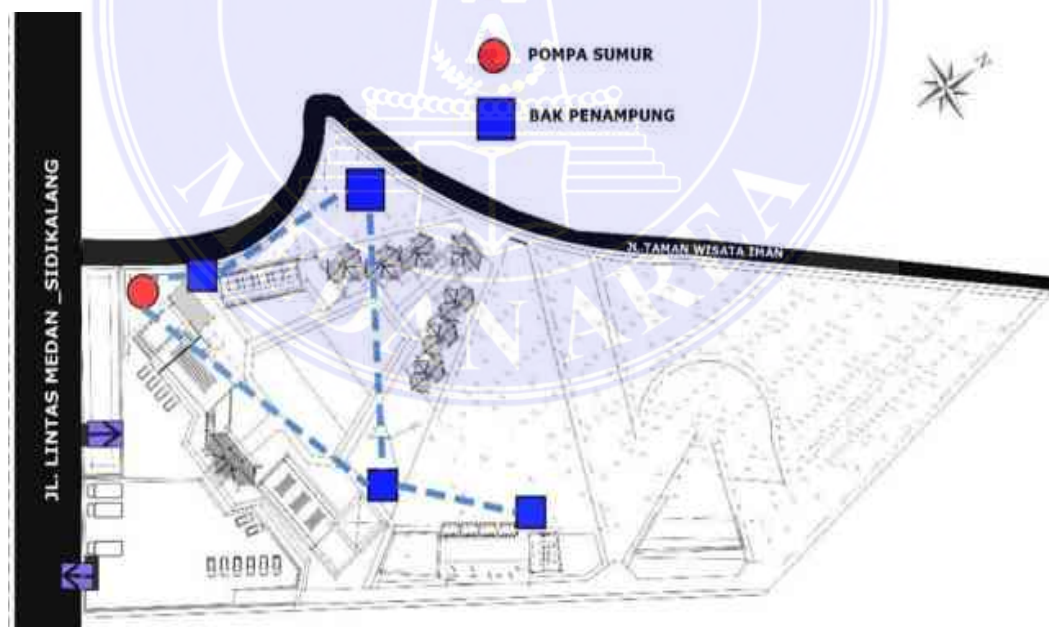 POMPA SUMUR
BAK PENAMPUNG
JL. LINTAS MEDAN _SIDIKALANG
JL.TAMAN WISATA IMAN